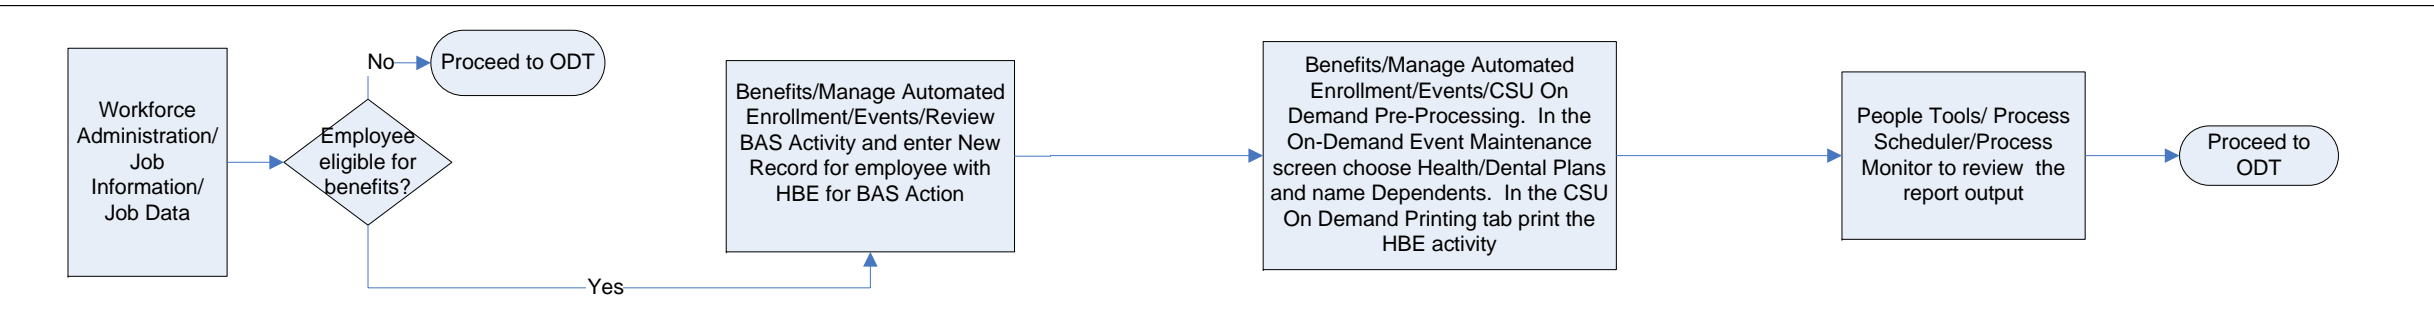 Workforce
Administration/
Job
Information/
Job Data
Employee
eligible for
benefits?
No
Proceed to ODT
Yes
Benefits/Manage Automated
Enrollment/Events/Review
BAS Activity and enter New
Record for employee with
HBE for BAS Action
Benefits/Manage Automated
Enrollment/Events/CSU On
Demand Pre-Processing.  In the
On-Demand Event Maintenance
screen choose Health/Dental Plans
and name Dependents.  In the CSU
On Demand Printing tab print the
HBE activity
People Tools/ Process
Scheduler/Process
Monitor to review  the
report output
Proceed to
ODT